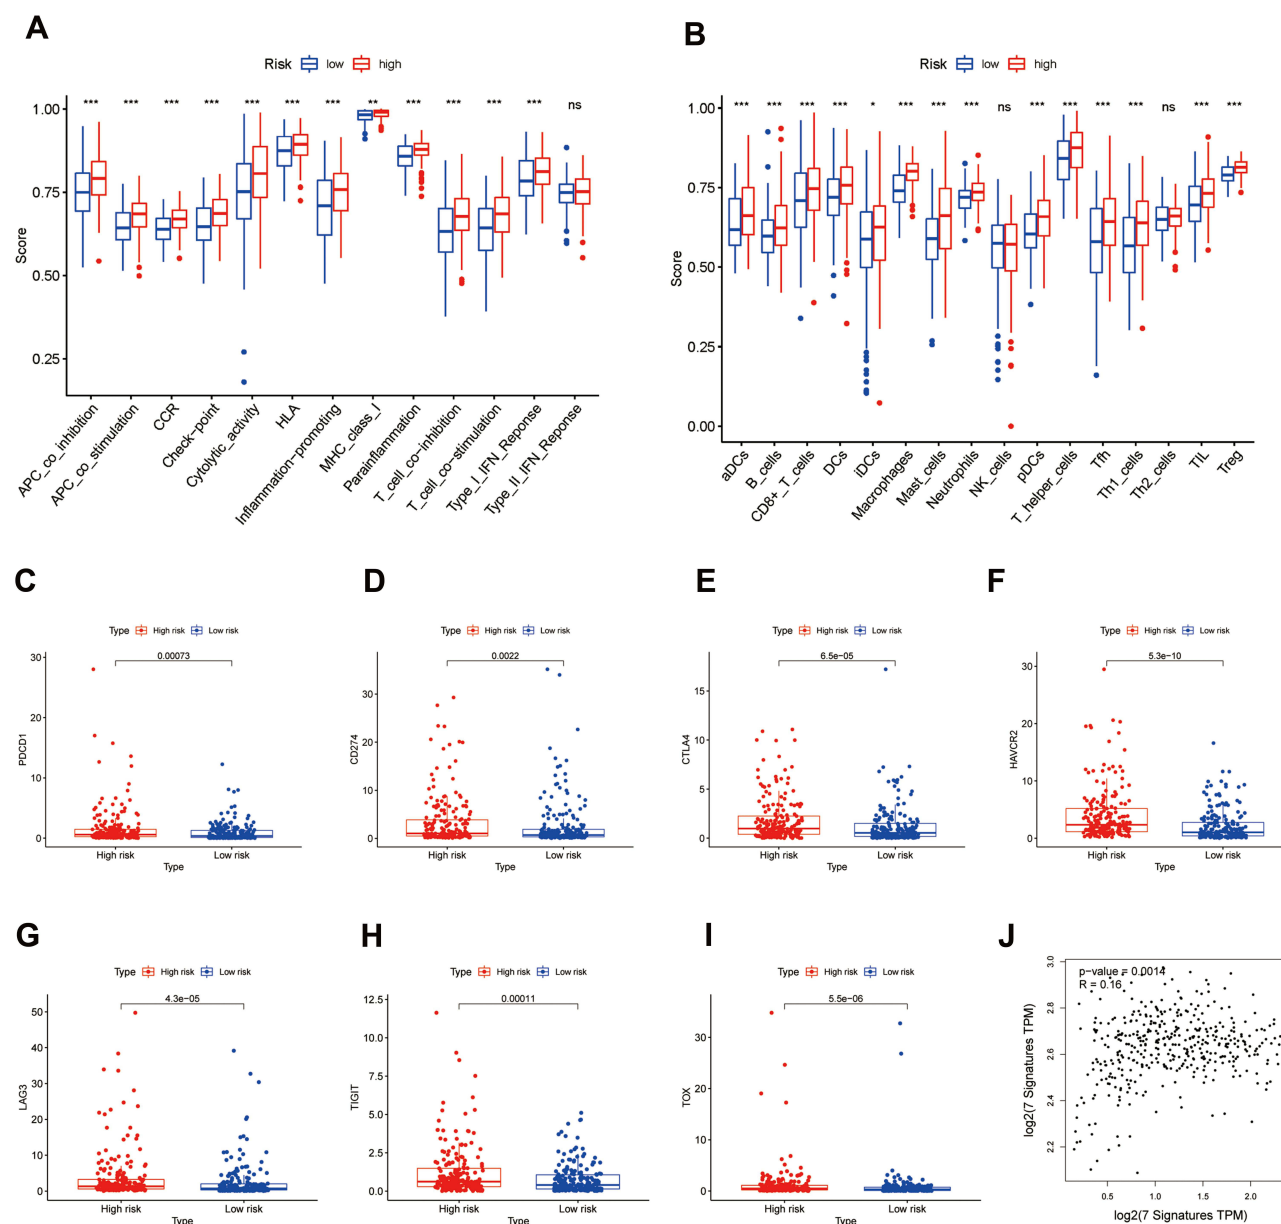 A
Risk low high
*** *** *** *** *** *** *** ** *** *** *** *** ns
1.00
0.75
0.50
0.25
Score
APC_co_inhibition
APC_co_stimulation
CCR
Check-point
Cytolytic_activity
HLA
Inflammation-promoting
MHC_class_I
Parainflammation
T_cell_co-inhibition
T_cell_co-stimulation
Type_I_IFN_Reponse
Type_II_IFN_Reponse
B
Risk low high
*** *** *** *** * *** *** *** ns *** *** *** *** ns *** ***
1.00
0.75
0.50
0.25
0.00
Score
aDCs
B_cells
CD8+_T_cells
DCs
iDCs
Macrophages
Mast_cells
Neutrophils
NK_cells
pDCs
T_helper_cells
Tfh
Th1_cells
Th2_cells
TIL
Treg
C
Type High risk Low risk
0.00073
30
20
10
0
PDCD1
High risk Low risk
Type
D
Type High risk Low risk
0.0022
30
20
10
0
CD274
High risk Low risk
Type
E
Type High risk Low risk
6.5e-05
15
10
5
0
CTLA4
High risk Low risk
Type
F
Type High risk Low risk
5.3e-10
30
20
10
0
HAVCR2
High risk Low risk
Type
G
Type High risk Low risk
4.3e-05
50
40
30
20
10
0
LAG3
High risk Low risk
Type
H
Type High risk Low risk
0.00011
12.5
10.0
7.5
5.0
2.5
0.0
TIGIT
High risk Low risk
Type
I
Type High risk Low risk
5.5e-06
30
20
10
0
TOX
High risk Low risk
Type
J
p-value = 0.0014
R = 0.16
3.0
2.8
2.6
2.4
2.2
log2(7 Signatures TPM)
0.5 1.0 1.5 2.0
log2(7 Signatures TPM)